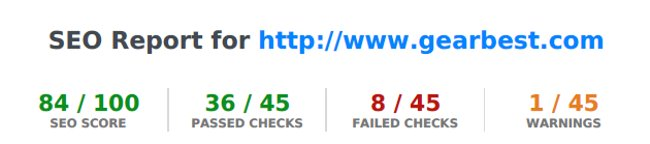 SEO Report for http://www.gearbest.com
84 / 100 36 / 45 8 / 45 1 / 45
SEO SCORE PASSED CHECKS FAILED CHECKS WARNINGS